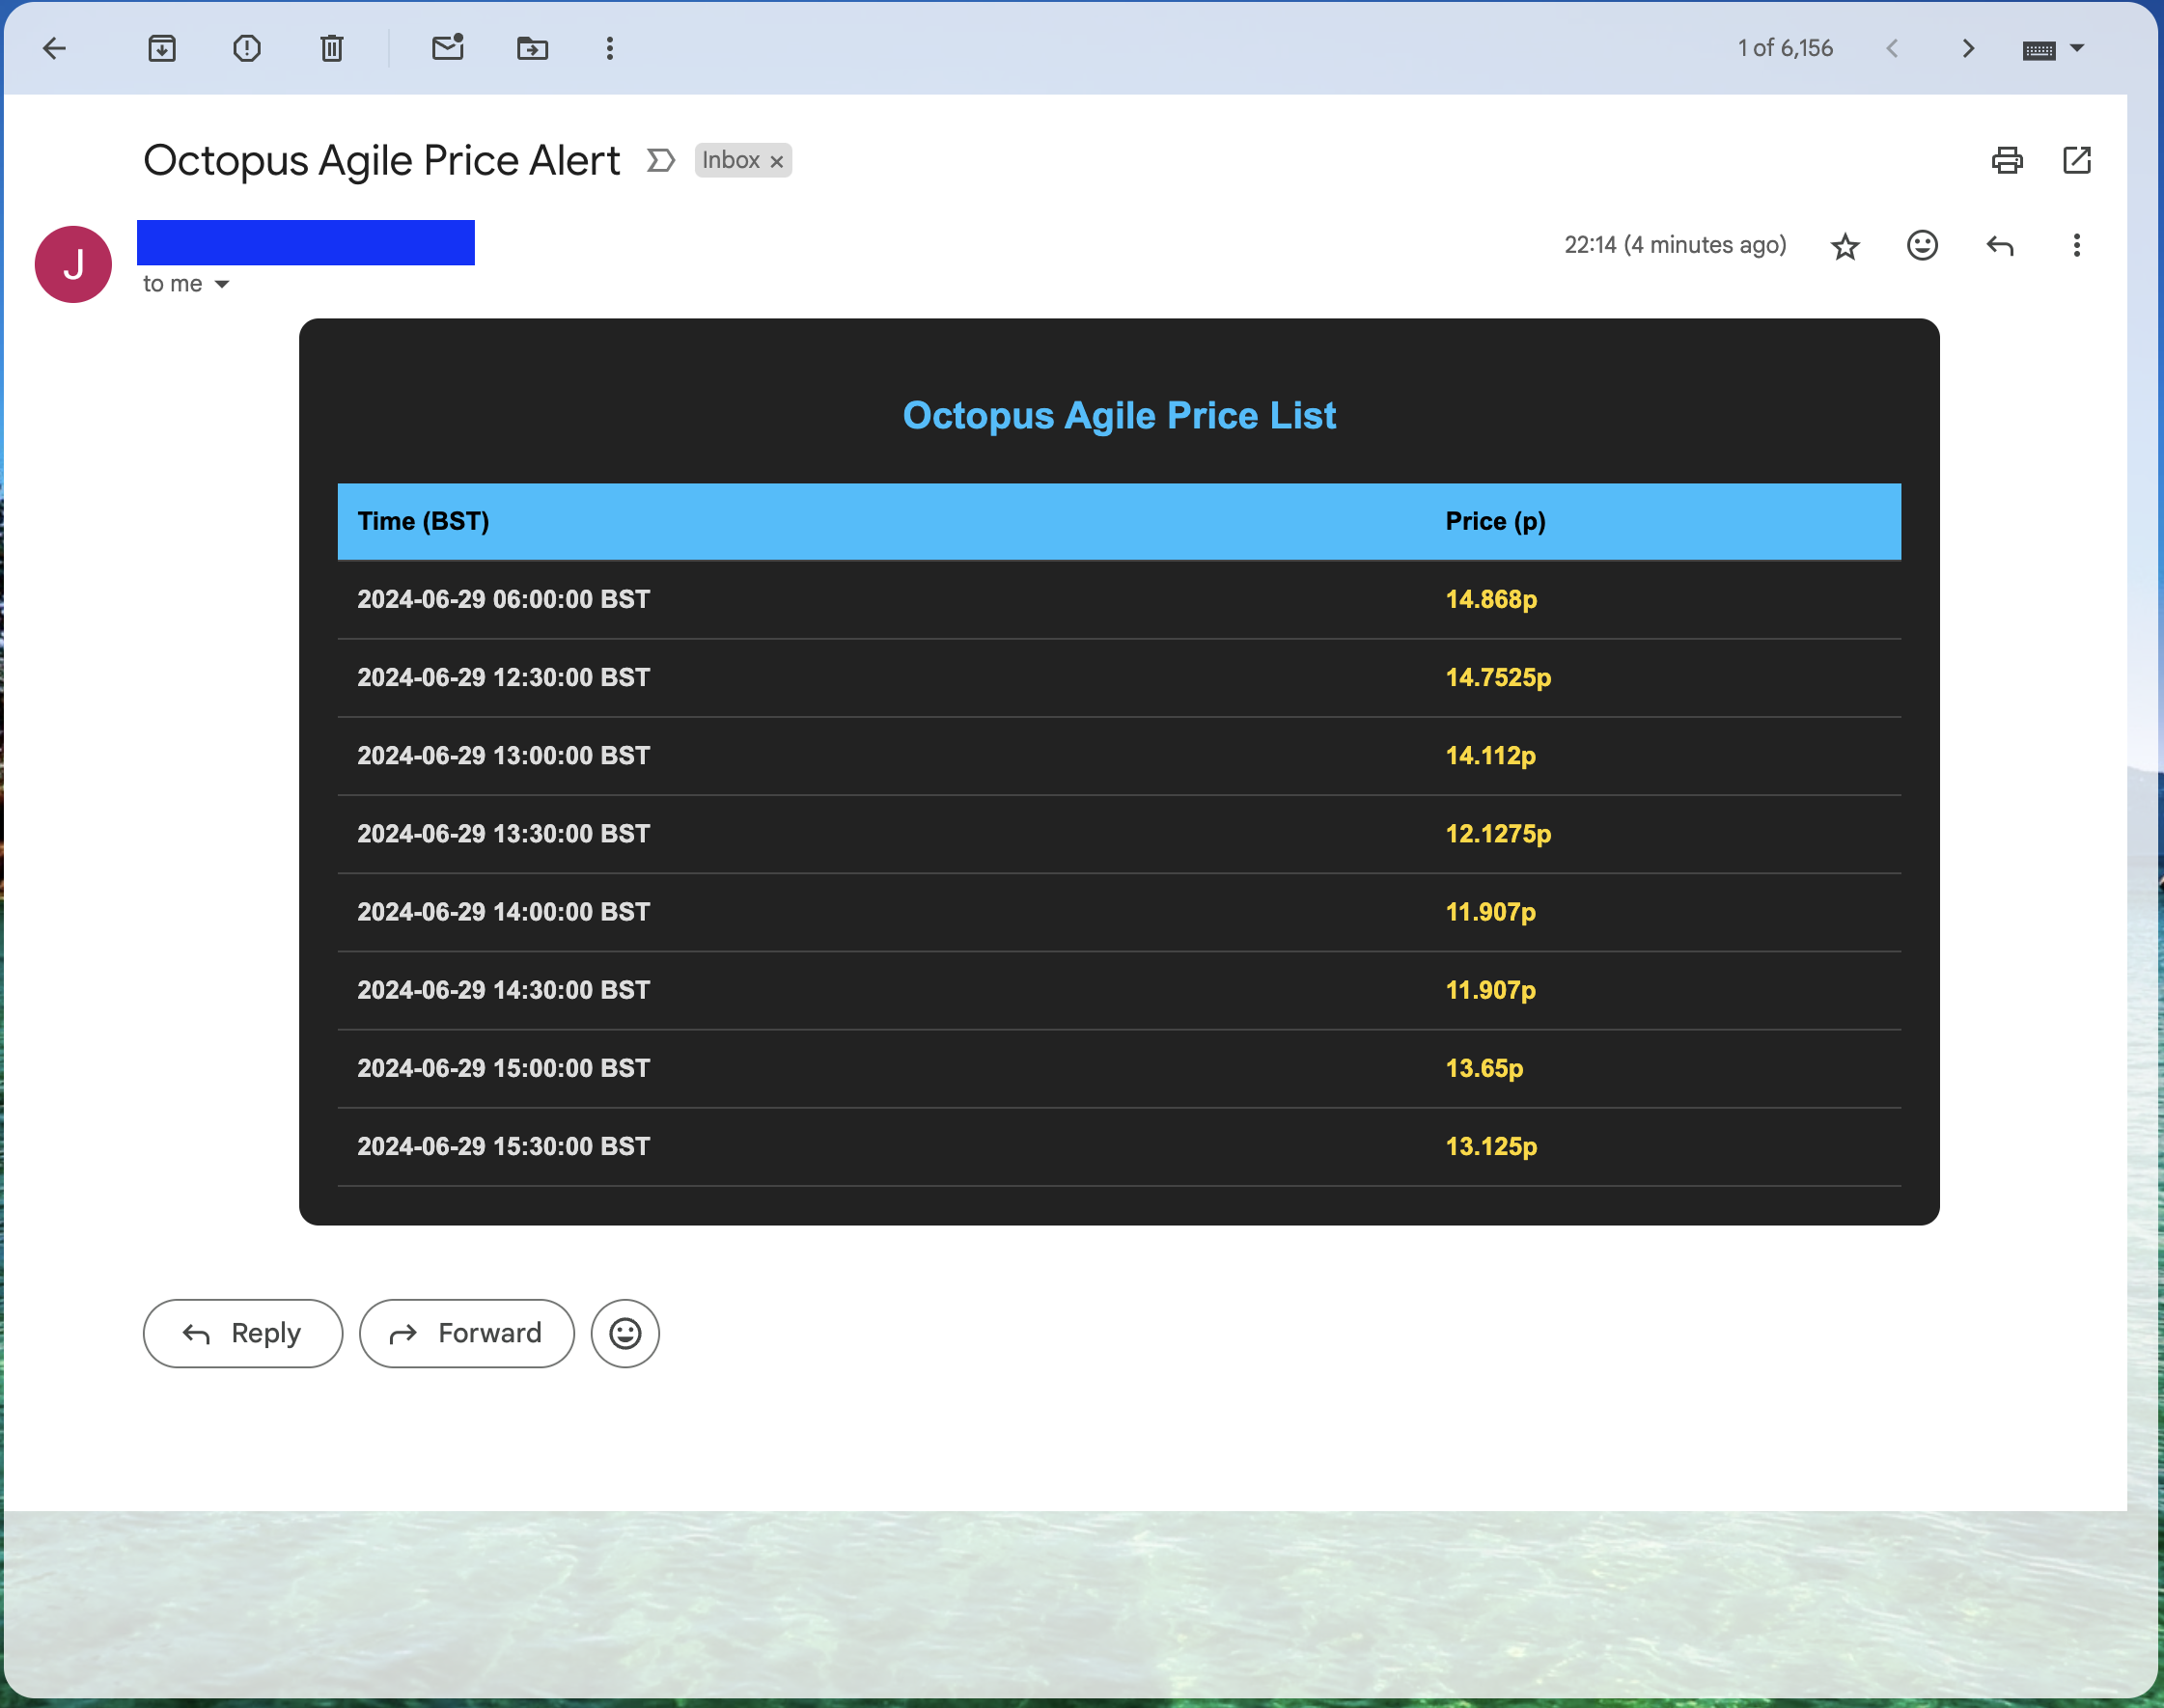 1 of 6,156
Octopus Agile Price Alert Inbox ×
J
22:14 (4 minutes ago)
to me
Octopus Agile Price List
Time (BST) Price (p)
2024-06-29 06:00:00 BST 14.868p
2024-06-29 12:30:00 BST 14.7525p
2024-06-29 13:00:00 BST 14.112p
2024-06-29 13:30:00 BST 12.1275p
2024-06-29 14:00:00 BST 11.907p
2024-06-29 14:30:00 BST 11.907p
2024-06-29 15:00:00 BST 13.65p
2024-06-29 15:30:00 BST 13.125p
Reply Forward